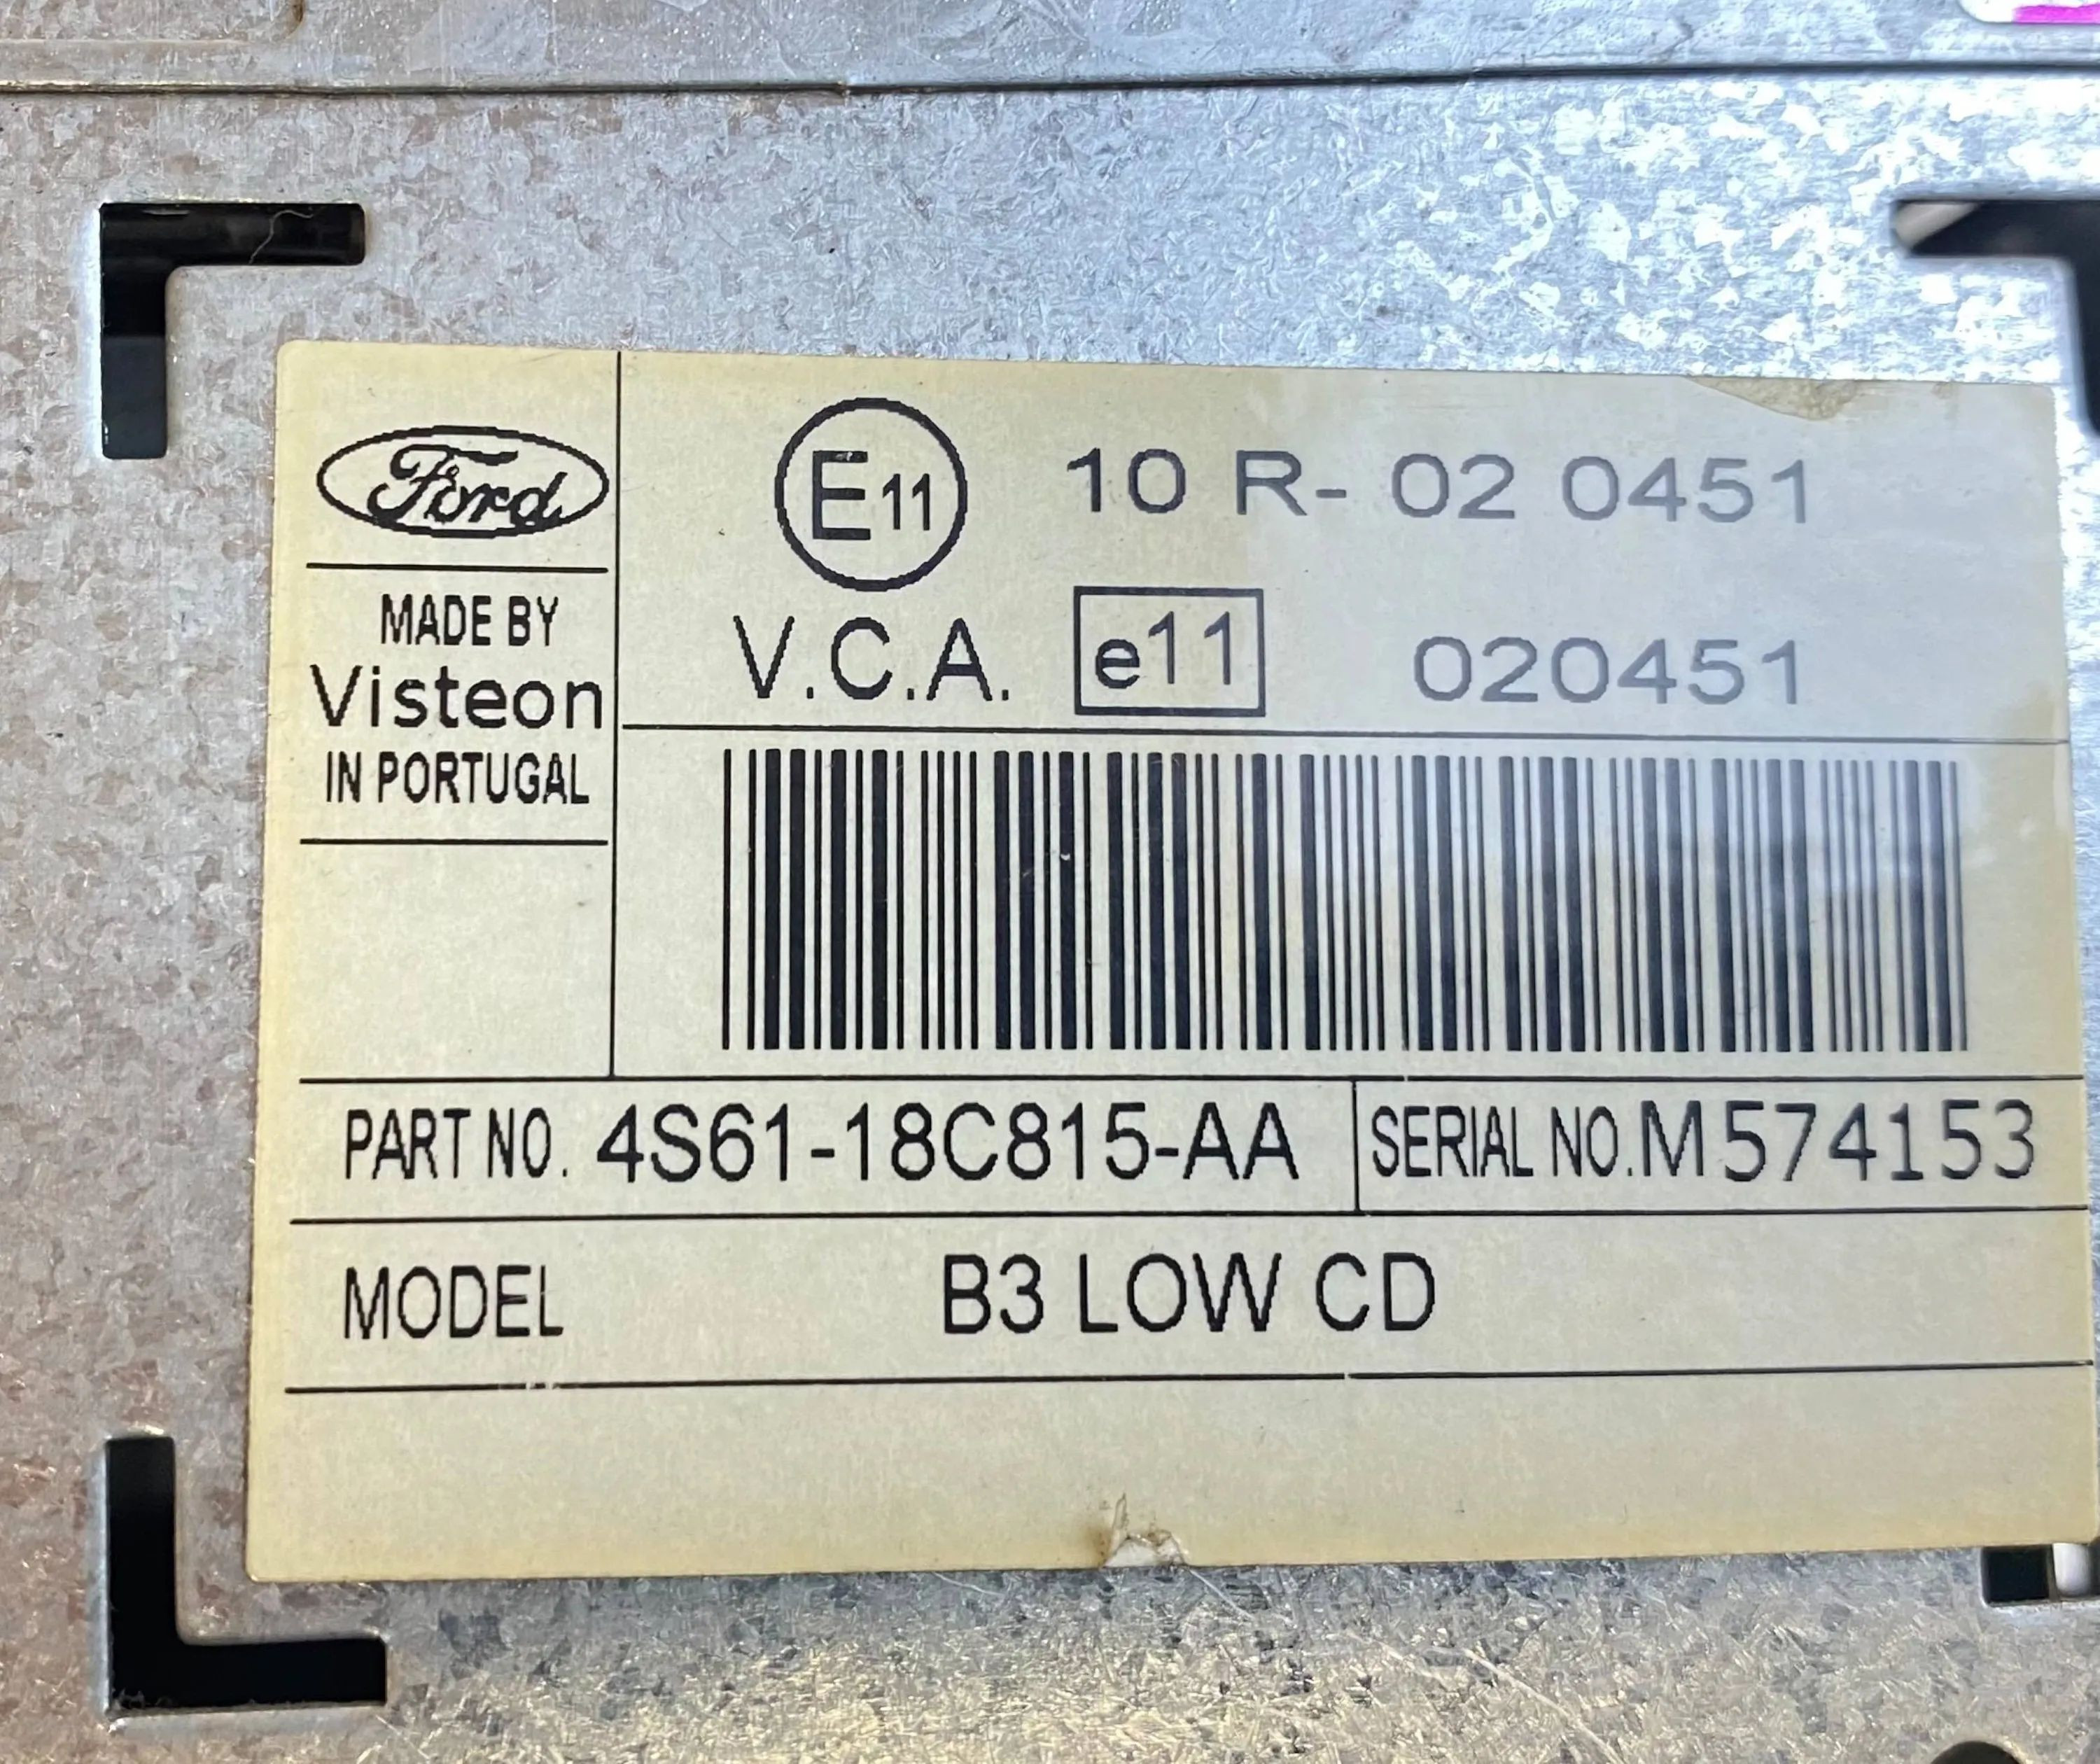 Ford
MADE BY
Visteon
IN PORTUGAL
E11 10 R- 02 0451
V.C.A. e11 020451
PART NO. 4S61-18C815-AA SERIAL NO. M574153
MODEL B3 LOW CD